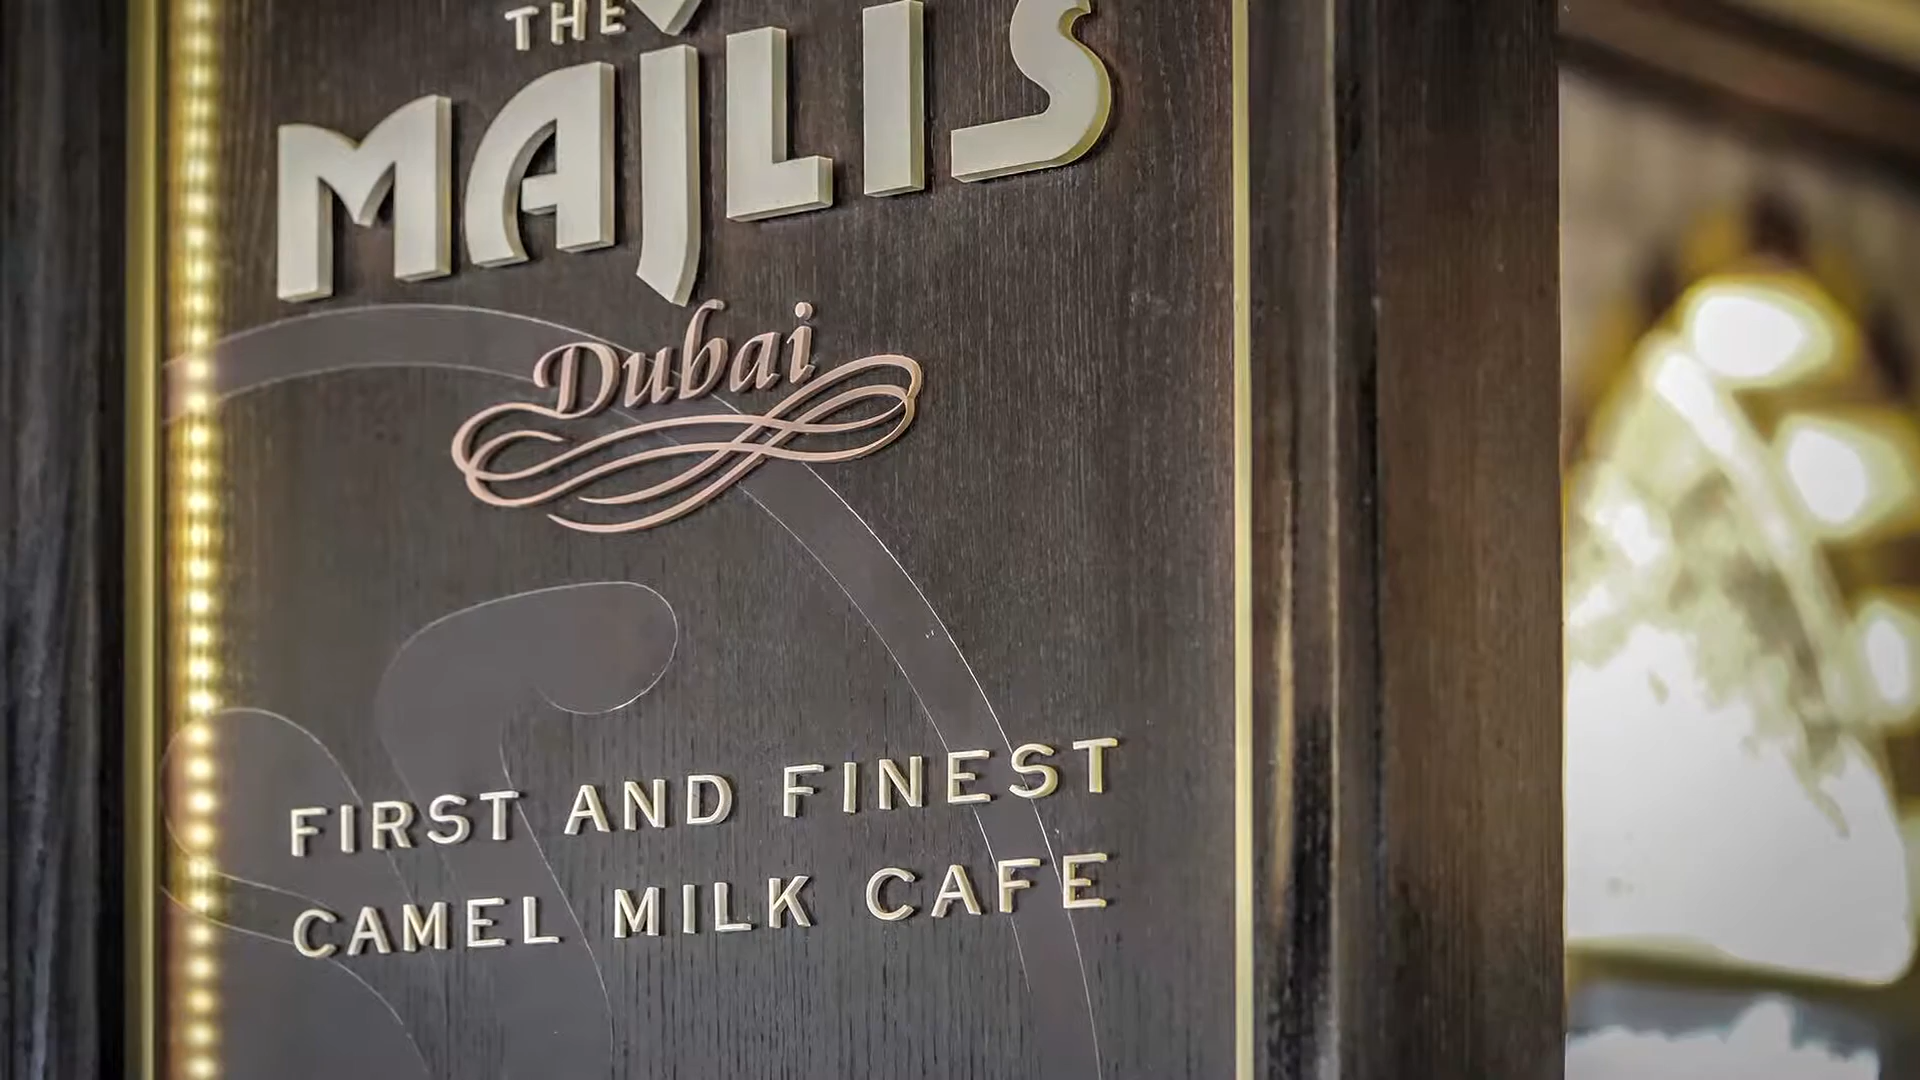 THE
MAJLIS
Dubai
FIRST AND FINEST
CAMEL MILK CAFE